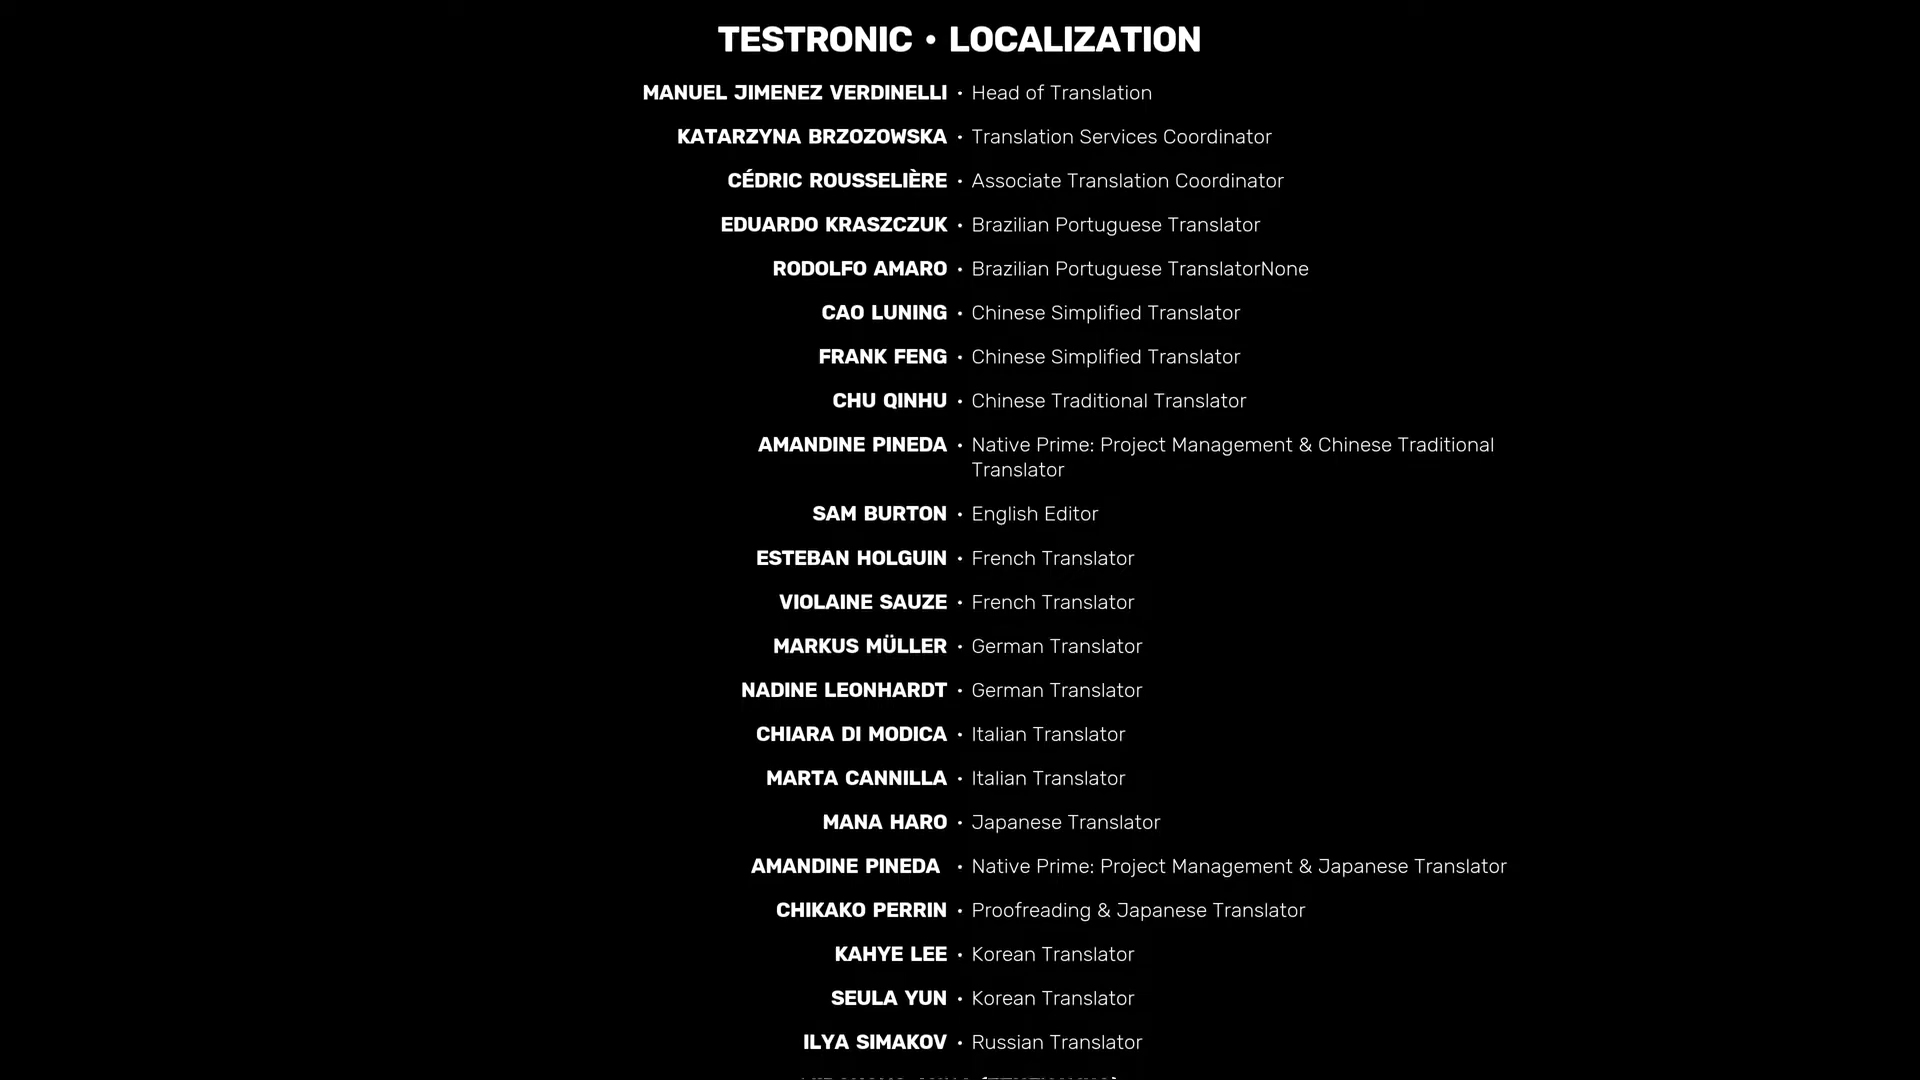 TESTRONIC • LOCALIZATION
MANUEL JIMENEZ VERDINELLI • Head of Translation
KATARZYNA BRZOZOWSKA • Translation Services Coordinator
CÉDRIC ROUSSELIÈRE • Associate Translation Coordinator
EDUARDO KRASZCZUK • Brazilian Portuguese Translator
RODOLFO AMARO • Brazilian Portuguese TranslatorNone
CAO LUNING • Chinese Simplified Translator
FRANK FENG • Chinese Simplified Translator
CHU QINHU • Chinese Traditional Translator
AMANDINE PINEDA • Native Prime: Project Management & Chinese Traditional
Translator
SAM BURTON • English Editor
ESTEBAN HOLGUIN • French Translator
VIOLAINE SAUZE • French Translator
MARKUS MÜLLER • German Translator
NADINE LEONHARDT • German Translator
CHIARA DI MODICA • Italian Translator
MARTA CANNILLA • Italian Translator
MANA HARO • Japanese Translator
AMANDINE PINEDA • Native Prime: Project Management & Japanese Translator
CHIKAKO PERRIN • Proofreading & Japanese Translator
KAHYE LEE • Korean Translator
SEULA YUN • Korean Translator
ILYA SIMAKOV • Russian Translator